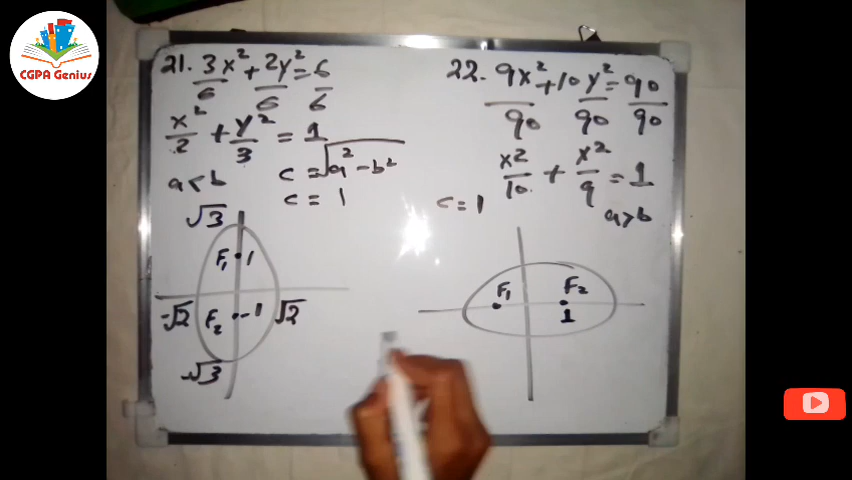 CGPA Genius
21. 3x²/6 + 2y²/6 = 6/6
x²/2 + y²/3 = 1
a<b
c = √a² - b²
c = 1
√3
F₁ 1
-√2 F₂ -1 √2
-√3
22. 9x²/90 + 10y²/90 = 90/90
x²/10 + x²/9 = 1
c = 1
a>b
F₁ F₂
1